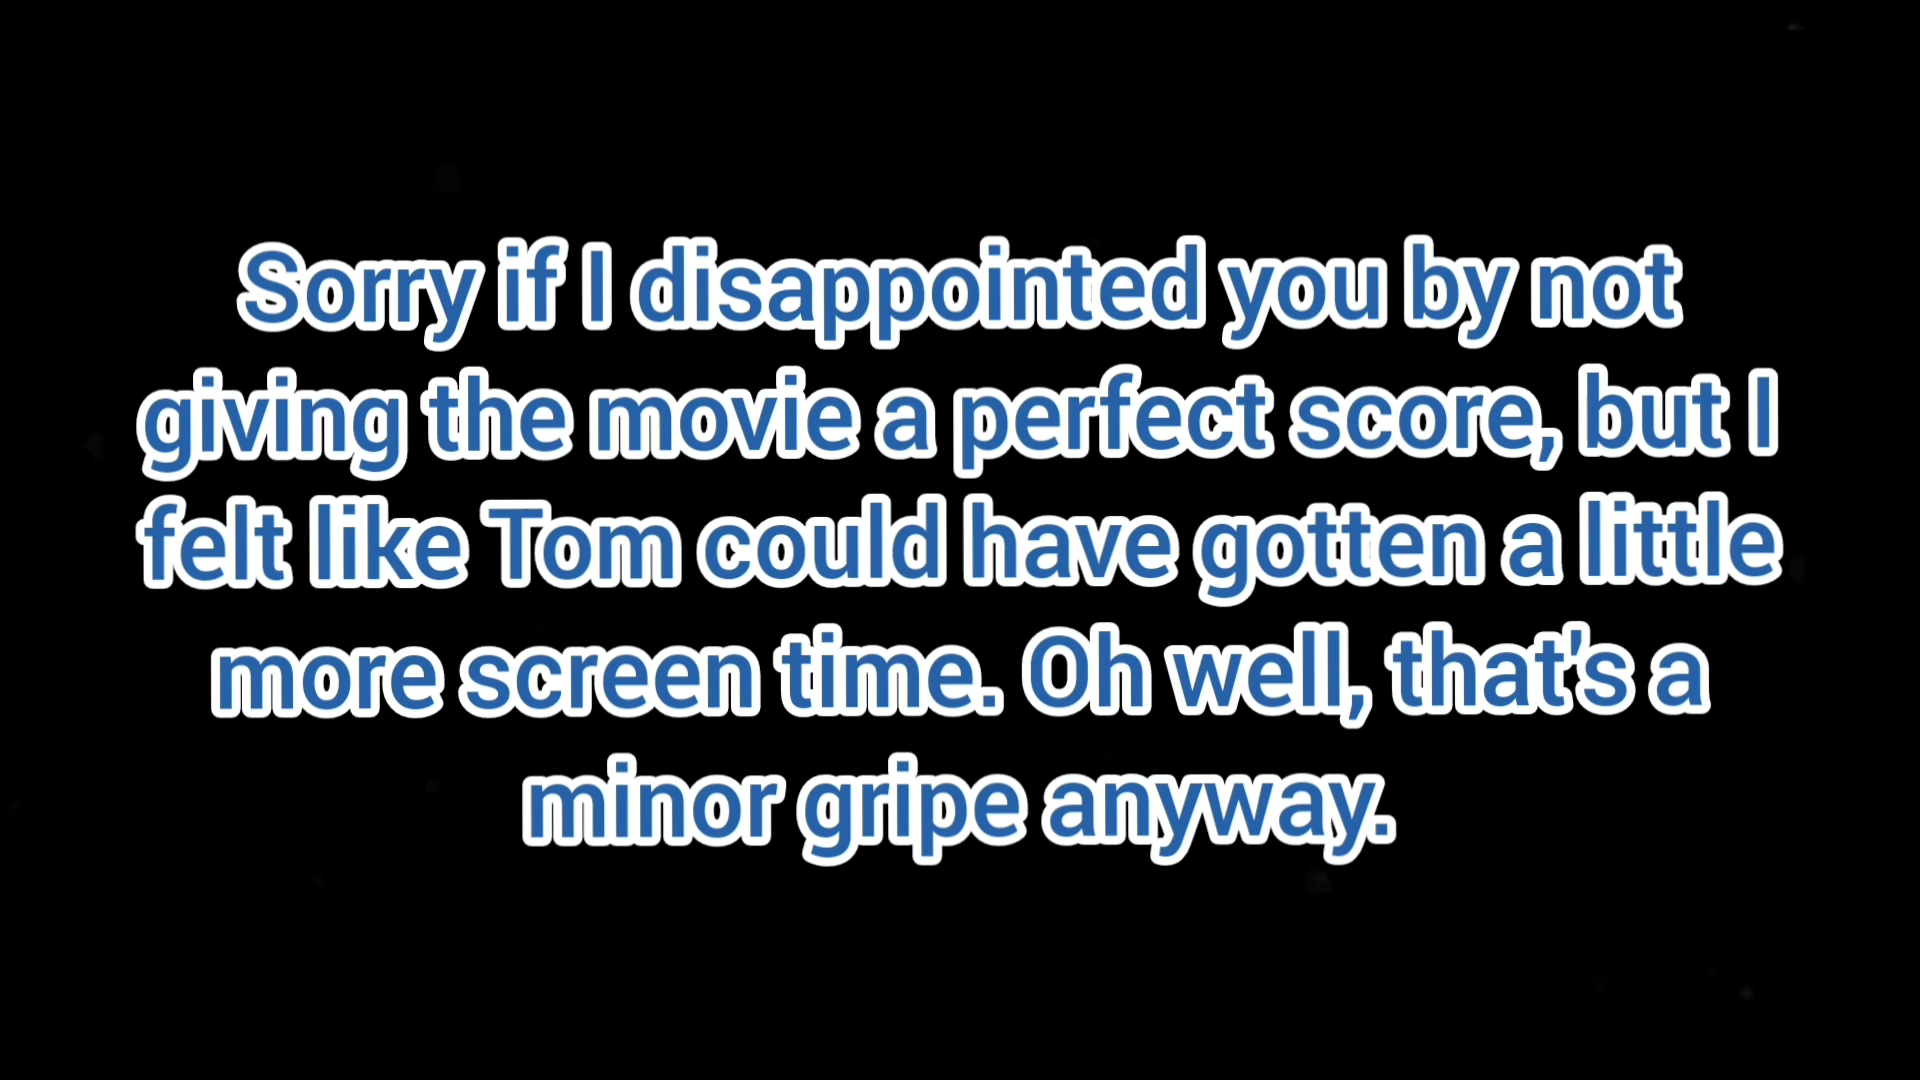 Sorry if I disappointed you by not
giving the movie a perfect score, but I
felt like Tom could have gotten a little
more screen time. Oh well, that's a
minor gripe anyway.